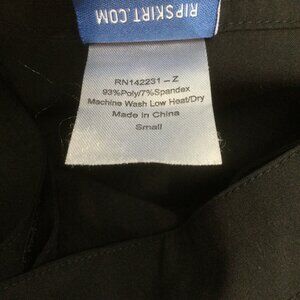 RIPSKIRT.COM
RN142231-Z
93%Poly/7%Spandex
Machine Wash Low Heat/Dry
Made in China
Small